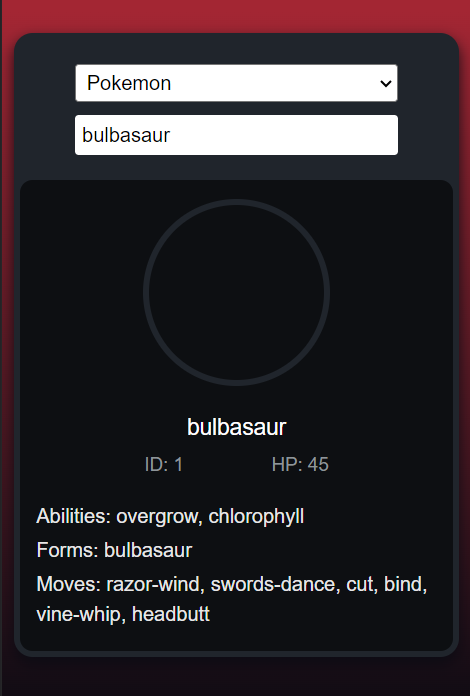 Pokemon
bulbasaur
bulbasaur
ID: 1 HP: 45
Abilities: overgrow, chlorophyll
Forms: bulbasaur
Moves: razor-wind, swords-dance, cut, bind,
vine-whip, headbutt